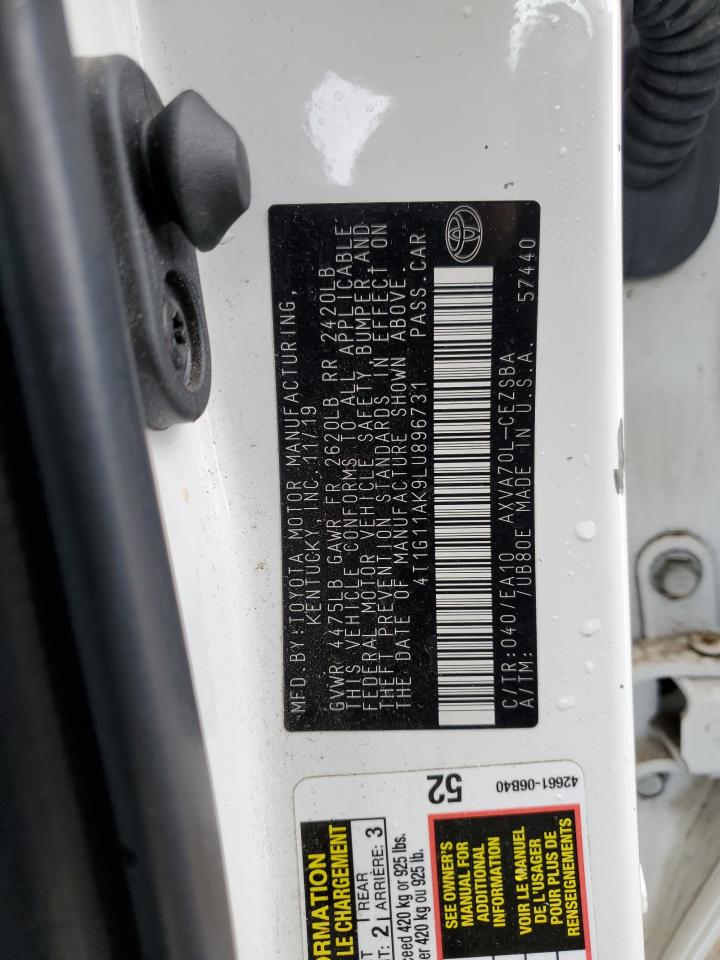 MFD. BY: TOYOTA MOTOR MANUFACTURING,
KENTUCKY, INC. 11/19
GVWR 4475LB GAWR FR 2620LB RR 2420LB
THIS VEHICLE CONFORMS TO ALL APPLICABLE
FEDERAL MOTOR VEHICLE SAFETY, BUMPER, AND
THEFT PREVENTION STANDARDS IN EFFECT ON
THE DATE OF MANUFACTURE SHOWN ABOVE.
4T1G11AK9LU896731 PASS. CAR
C/TR: 040/EA10 AXVA70L-CEZSBA
A/TM: /UB80E MADE IN U.S.A. 57440
52
42661-06B40
LE CHARGEMENT
2 REAR
ARRIÈRE: 3
420 kg or 925 lbs.
420 kg ou 925 lb.
SEE OWNER'S
MANUAL FOR
ADDITIONAL
INFORMATION
VOIR LE MANUEL
DE L'USAGER
POUR PLUS DE
RENSEIGNEMENTS